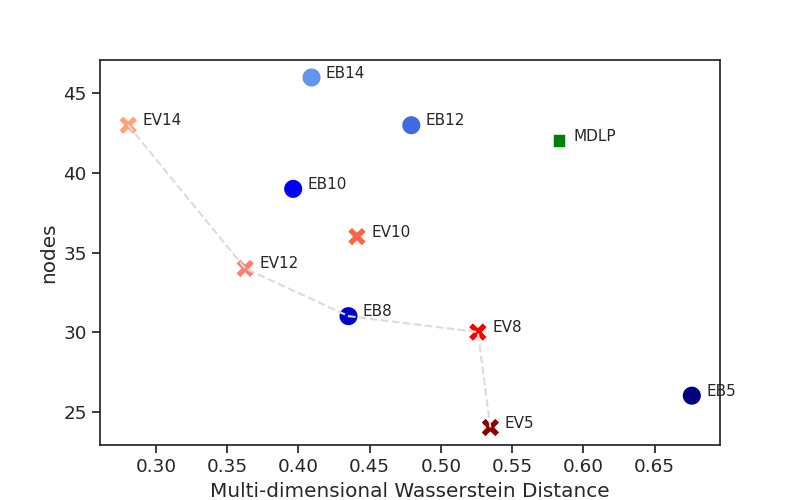 EB14
EV14
EB12
MDLP
EB10
EV10
EV12
EB8
EV8
EB5
EV5
45
40
35
30
25
nodes
0.30 0.35 0.40 0.45 0.50 0.55 0.60 0.65
Multi-dimensional Wasserstein Distance